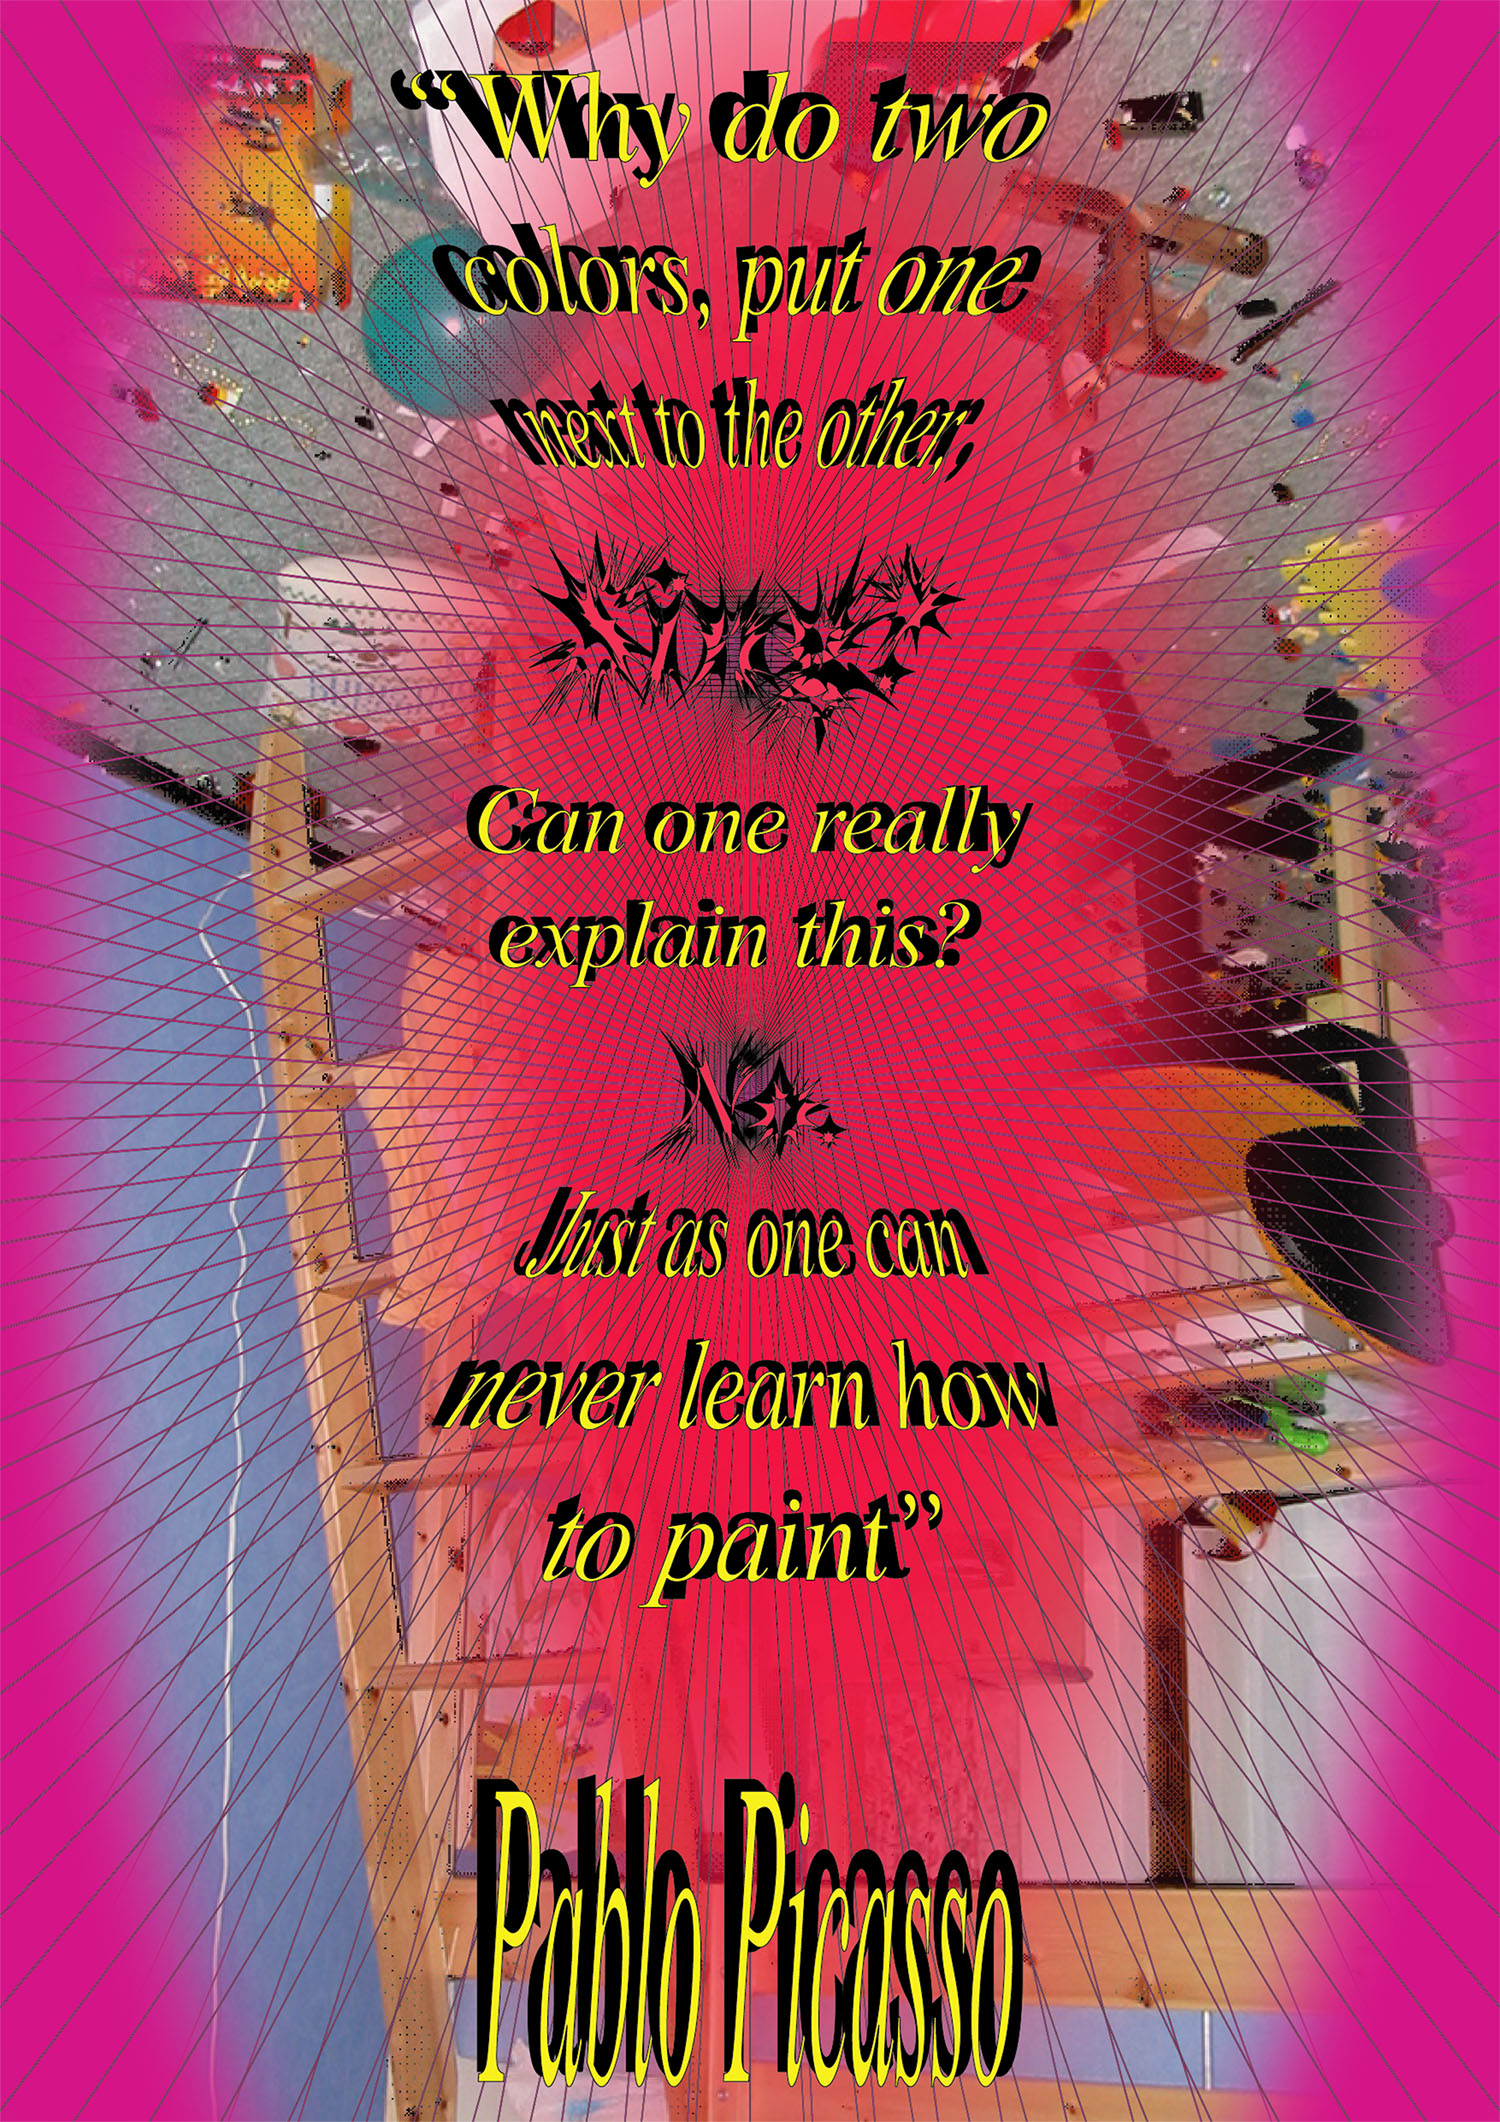 “Why do two
colors, put one
next to the other,
sing?
Can one really
explain this?
No.
Just as one can
never learn how
to paint”
Pablo Picasso